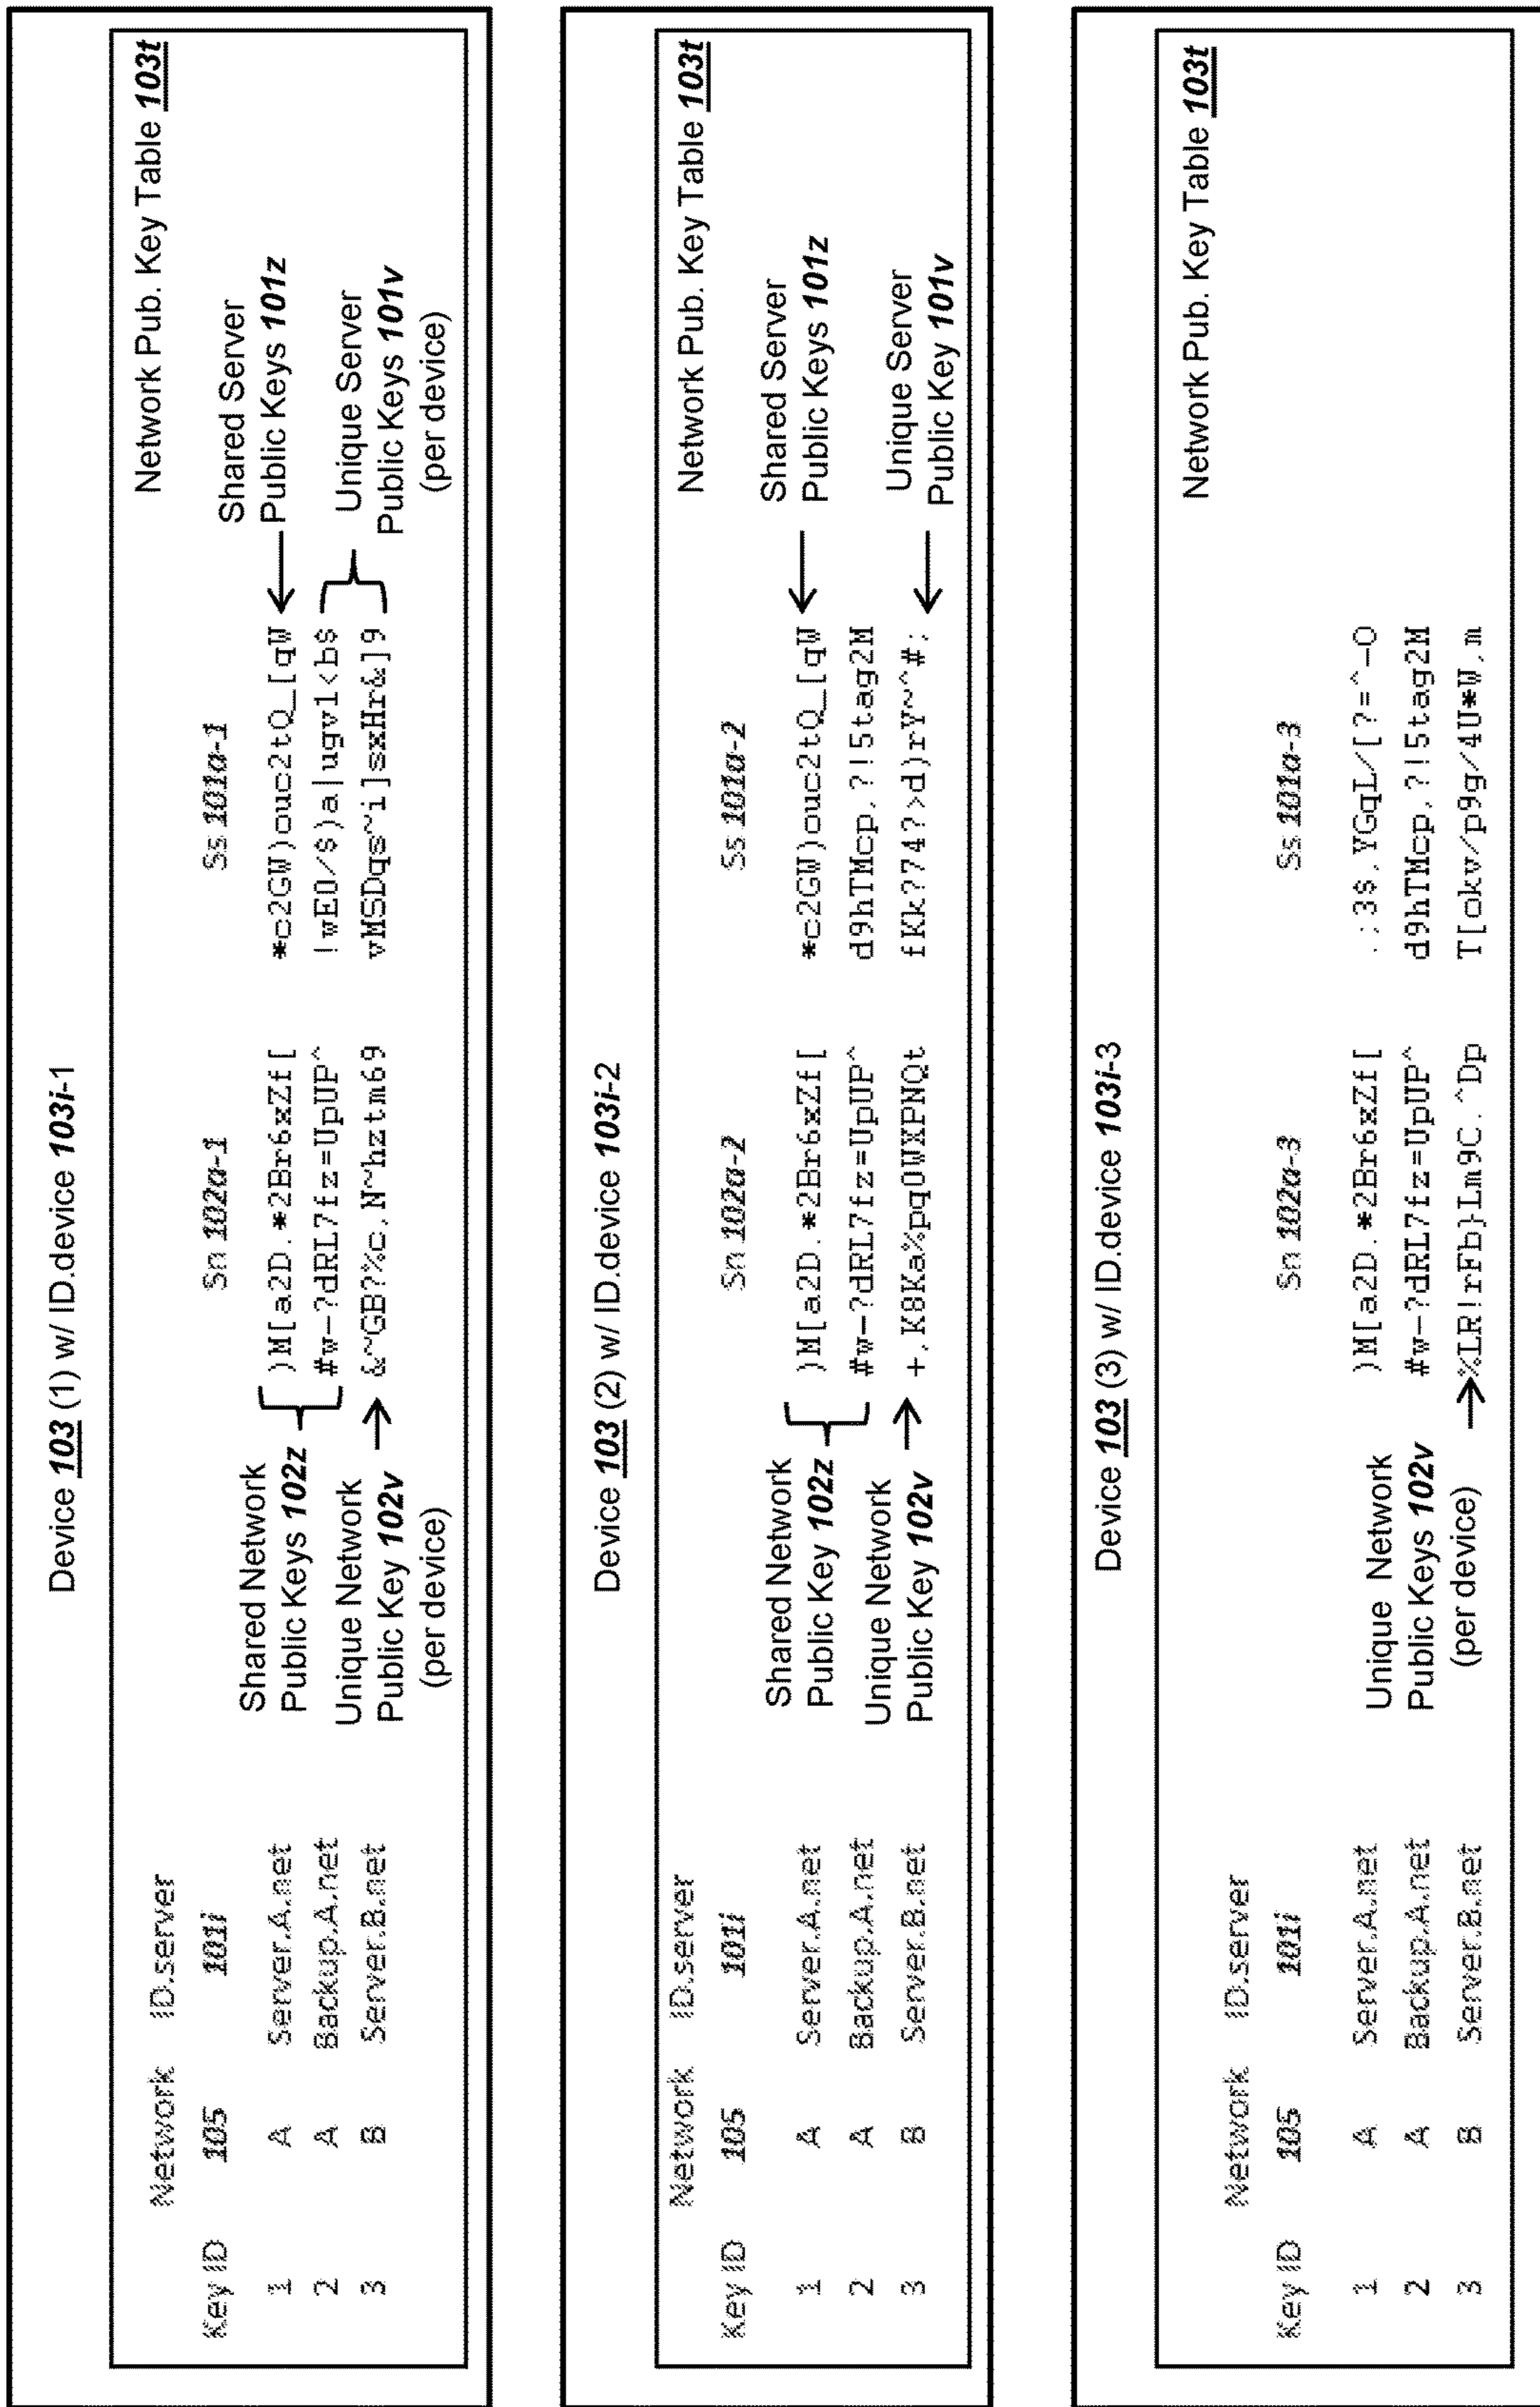 Device 103 (1) w/ ID.device 103i-1
Network Pub. Key Table 103t
Network ID.server
Key ID 105 101i Sn 102a-1 Ss 101a-1
Shared Network Public Keys 102z
Shared Server Public Keys 101z
1 A Server.A.net )M[a2D.*2Br6xZf[ *c2GW)ouc2tQ_[qW
2 A Backup.A.net #w-?dRL7fz=UpUP^ !wE0/$)a|ugvl<b$
3 B Server.B.net &~GB?%c.N~hztm69 vMSDqs~i]sxHr&]9
Unique Network Public Key 102v (per device)
Unique Server Public Keys 101v (per device)
Device 103 (2) w/ ID.device 103i-2
Network Pub. Key Table 103t
Network ID.server
Key ID 105 101i Sn 102a-2 Ss 101a-2
Shared Network Public Key 102z
Shared Server Public Keys 101z
1 A Server.A.net )M[a2D.*2Br6xZf[ *c2GW)ouc2tQ_[qW
2 A Backup.A.net #w-?dRL7fz=UpUP^ d9hTMcp.?!5tag2M
3 B Server.B.net +.K8Ka%pq0WXPNQt fKk?74?>d)rY~^#;
Unique Network Public Key 102v
Unique Server Public Key 101v
Device 103 (3) w/ ID.device 103i-3
Network Pub. Key Table 103t
Network ID.server
Key ID 105 101i Sn 102a-3 Ss 101a-3
1 A Server.A.net )M[a2D.*2Br6xZf[ .;3$.YGqL/[?=^-O
2 A Backup.A.net #w-?dRL7fz=UpUP^ d9hTMcp.?!5tag2M
3 B Server.B.net %LR!rFb}Lm9C.^Dp T[okv/p9g/4U*W,m
Unique Network Public Keys 102v (per device)